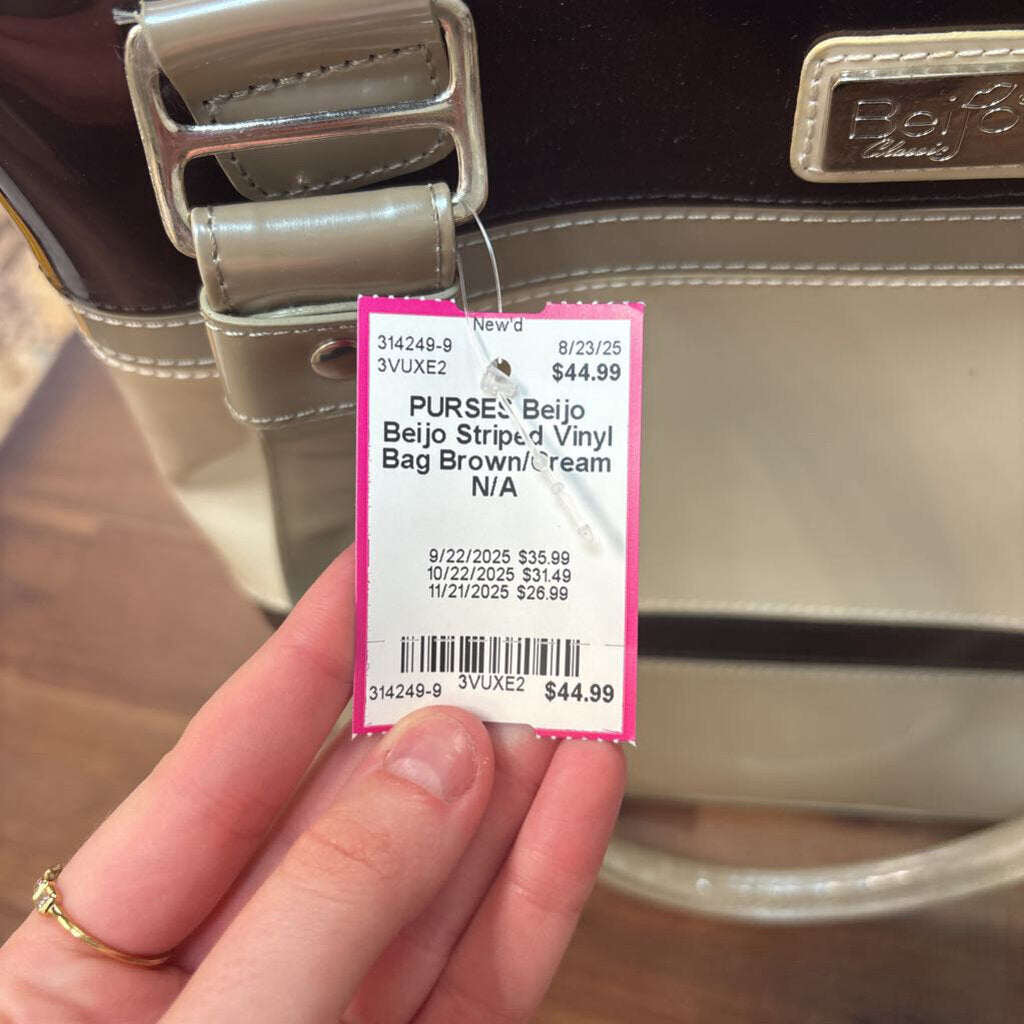 Beijo
Classic
New'd
314249-9 8/23/25
3VUXE2 $44.99
PURSES Beijo
Beijo Striped Vinyl
Bag Brown/Cream
N/A
9/22/2025 $35.99
10/22/2025 $31.49
11/21/2025 $26.99
314249-9 3VUXE2 $44.99